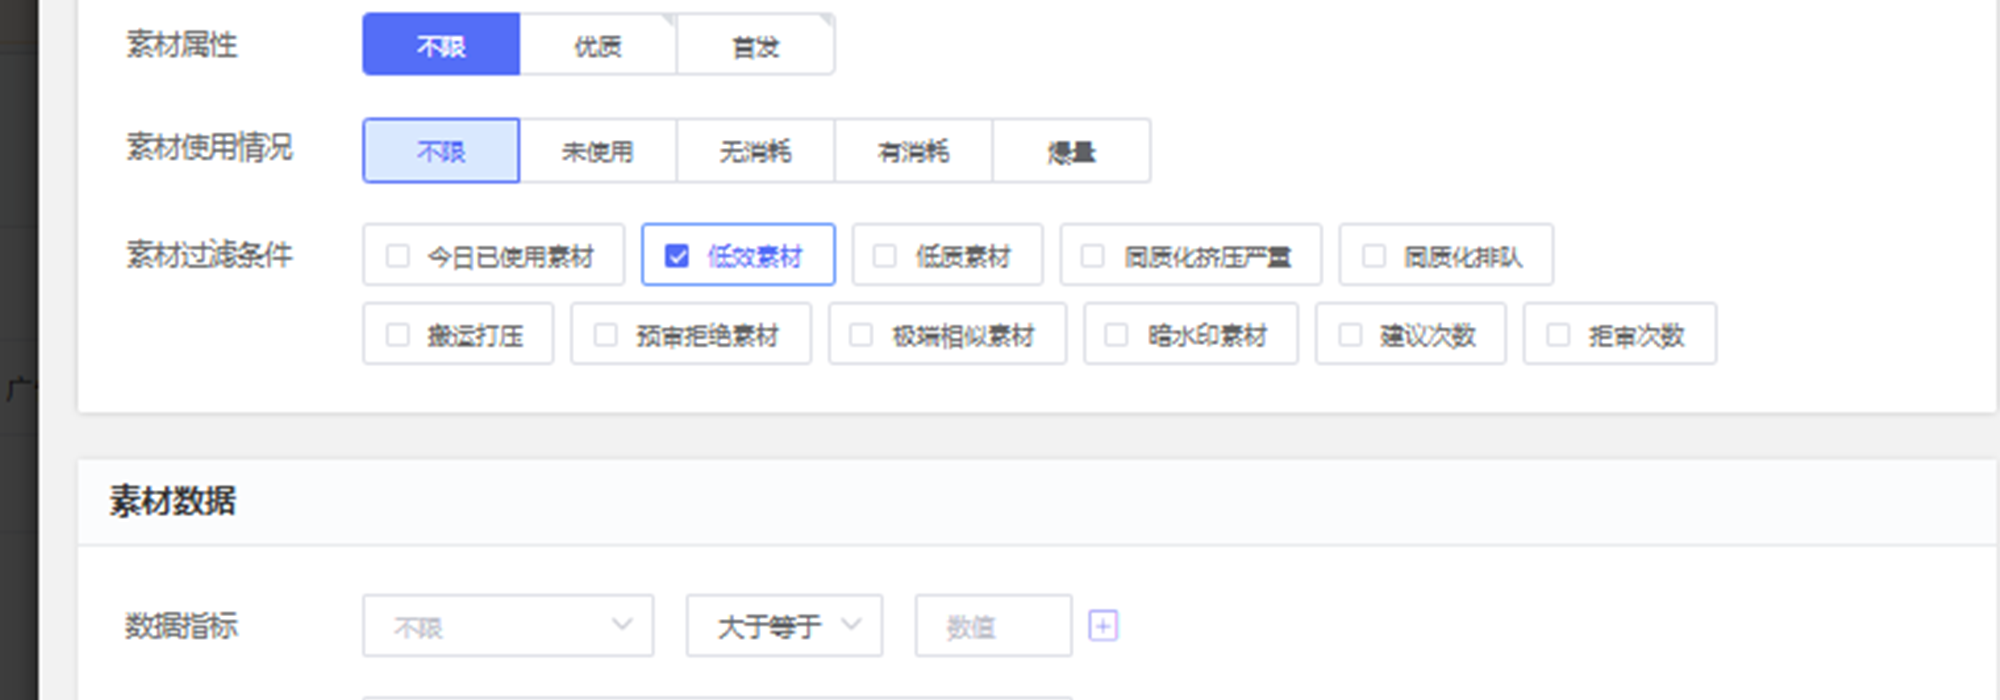 素材属性 不限 优质 首发
素材使用情况 不限 未使用 无消耗 有消耗 爆量
素材过滤条件 今日已使用素材 低效素材 低质素材 同质化挤压严重 同质化排队
搬运打压 预审拒绝素材 极端相似素材 暗水印素材 建议次数 拒审次数
广
素材数据
数据指标 不限 大于等于 数值